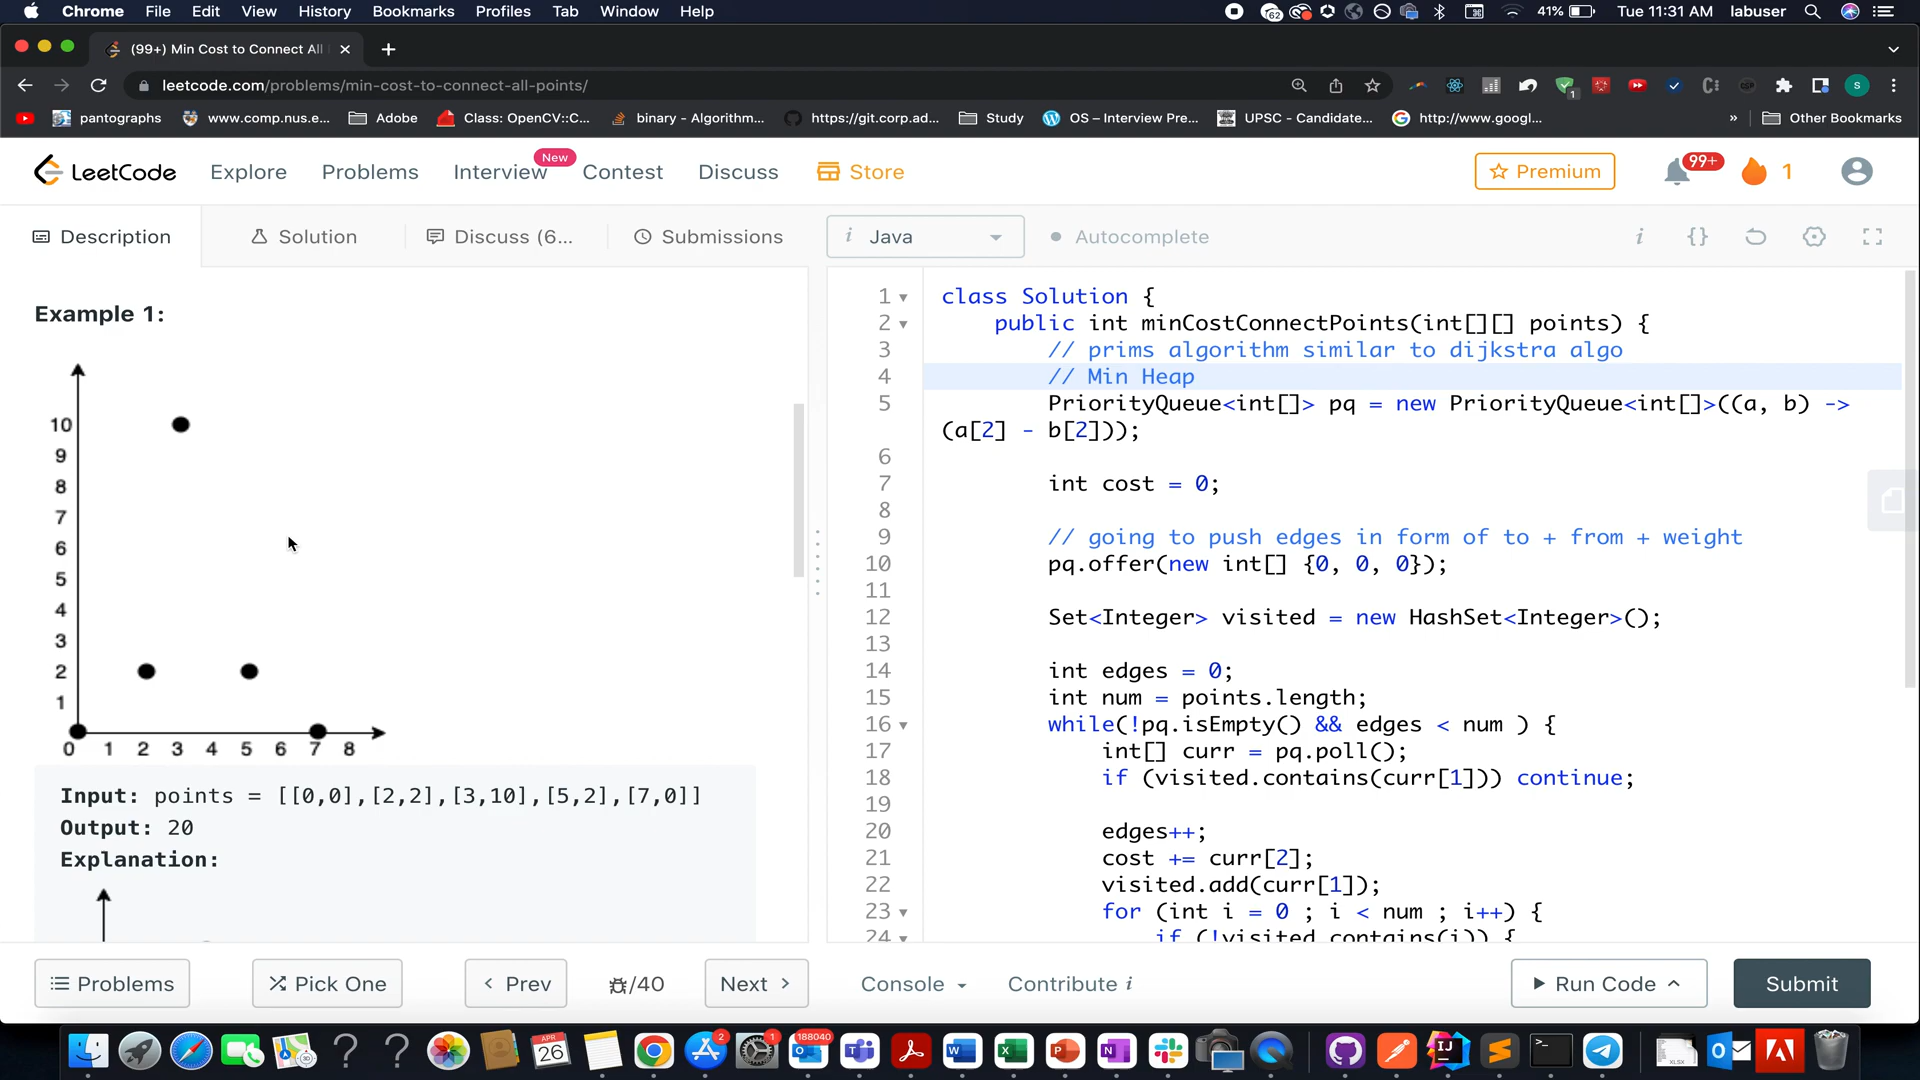 Chrome File Edit View History Bookmarks Profiles Tab Window Help 62 41% Tue 11:31 AM labuser
(99+) Min Cost to Connect All
leetcode.com/problems/min-cost-to-connect-all-points/
pantographs www.comp.nus.e... Adobe Class: OpenCV::C... binary - Algorithm... https://git.corp.ad... Study OS – Interview Pre... UPSC - Candidate... http://www.googl... » Other Bookmarks
LeetCode Explore Problems Interview New Contest Discuss Store Premium 99+ 1
Description Solution Discuss (6... Submissions i Java Autocomplete i {}
Example 1:
10
9
8
7
6
5
4
3
2
1
0 1 2 3 4 5 6 7 8
Input: points = [[0,0],[2,2],[3,10],[5,2],[7,0]]
Output: 20
Explanation:
1 class Solution {
2 public int minCostConnectPoints(int[][] points) {
3 // prims algorithm similar to dijkstra algo
4 // Min Heap
5 PriorityQueue<int[]> pq = new PriorityQueue<int[]>((a, b) ->
(a[2] - b[2]));
6
7 int cost = 0;
8
9 // going to push edges in form of to + from + weight
10 pq.offer(new int[] {0, 0, 0});
11
12 Set<Integer> visited = new HashSet<Integer>();
13
14 int edges = 0;
15 int num = points.length;
16 while(!pq.isEmpty() && edges < num ) {
17 int[] curr = pq.poll();
18 if (visited.contains(curr[1])) continue;
19
20 edges++;
21 cost += curr[2];
22 visited.add(curr[1]);
23 for (int i = 0 ; i < num ; i++) {
24 if (!visited.contains(i)) {
Problems Pick One Prev /40 Next Console Contribute i Run Code Submit
APR 26 2 1 188040